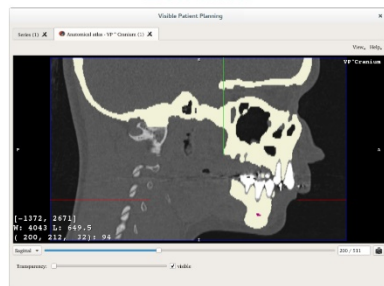 Visible Patient Planning
Series (1) ✗ Anatomical atlas - VP^Cranium (1) ✗
View, Help,
VP^Cranium
P A
[-1372, 2671]
W: 4043 L: 649.5
( 200, 212, 32): 94
I
Sagittal 200 / 511
Transparency: visible